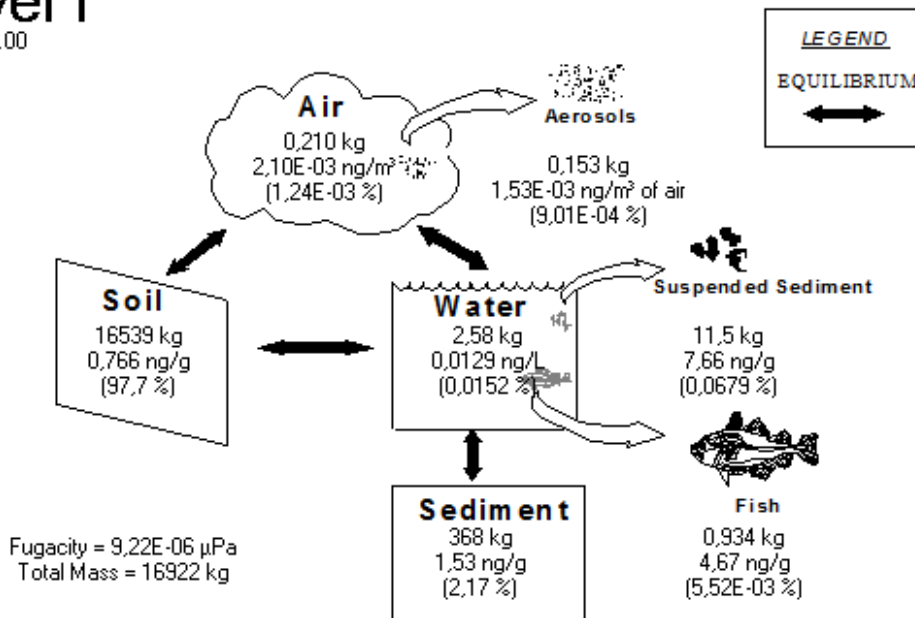 .00
LEGEND
EQUILIBRIUM
Air
0,210 kg
2,10E-03 ng/m³
(1,24E-03 %)
Aerosols
0,153 kg
1,53E-03 ng/m³ of air
(9,01E-04 %)
Soil
16539 kg
0,766 ng/g
(97,7 %)
Water
2,58 kg
0,0129 ng/L
(0,0152 %)
Suspended Sediment
11,5 kg
7,66 ng/g
(0,0679 %)
Sediment
368 kg
1,53 ng/g
(2,17 %)
Fish
0,934 kg
4,67 ng/g
(5,52E-03 %)
Fugacity = 9,22E-06 µPa
Total Mass = 16922 kg